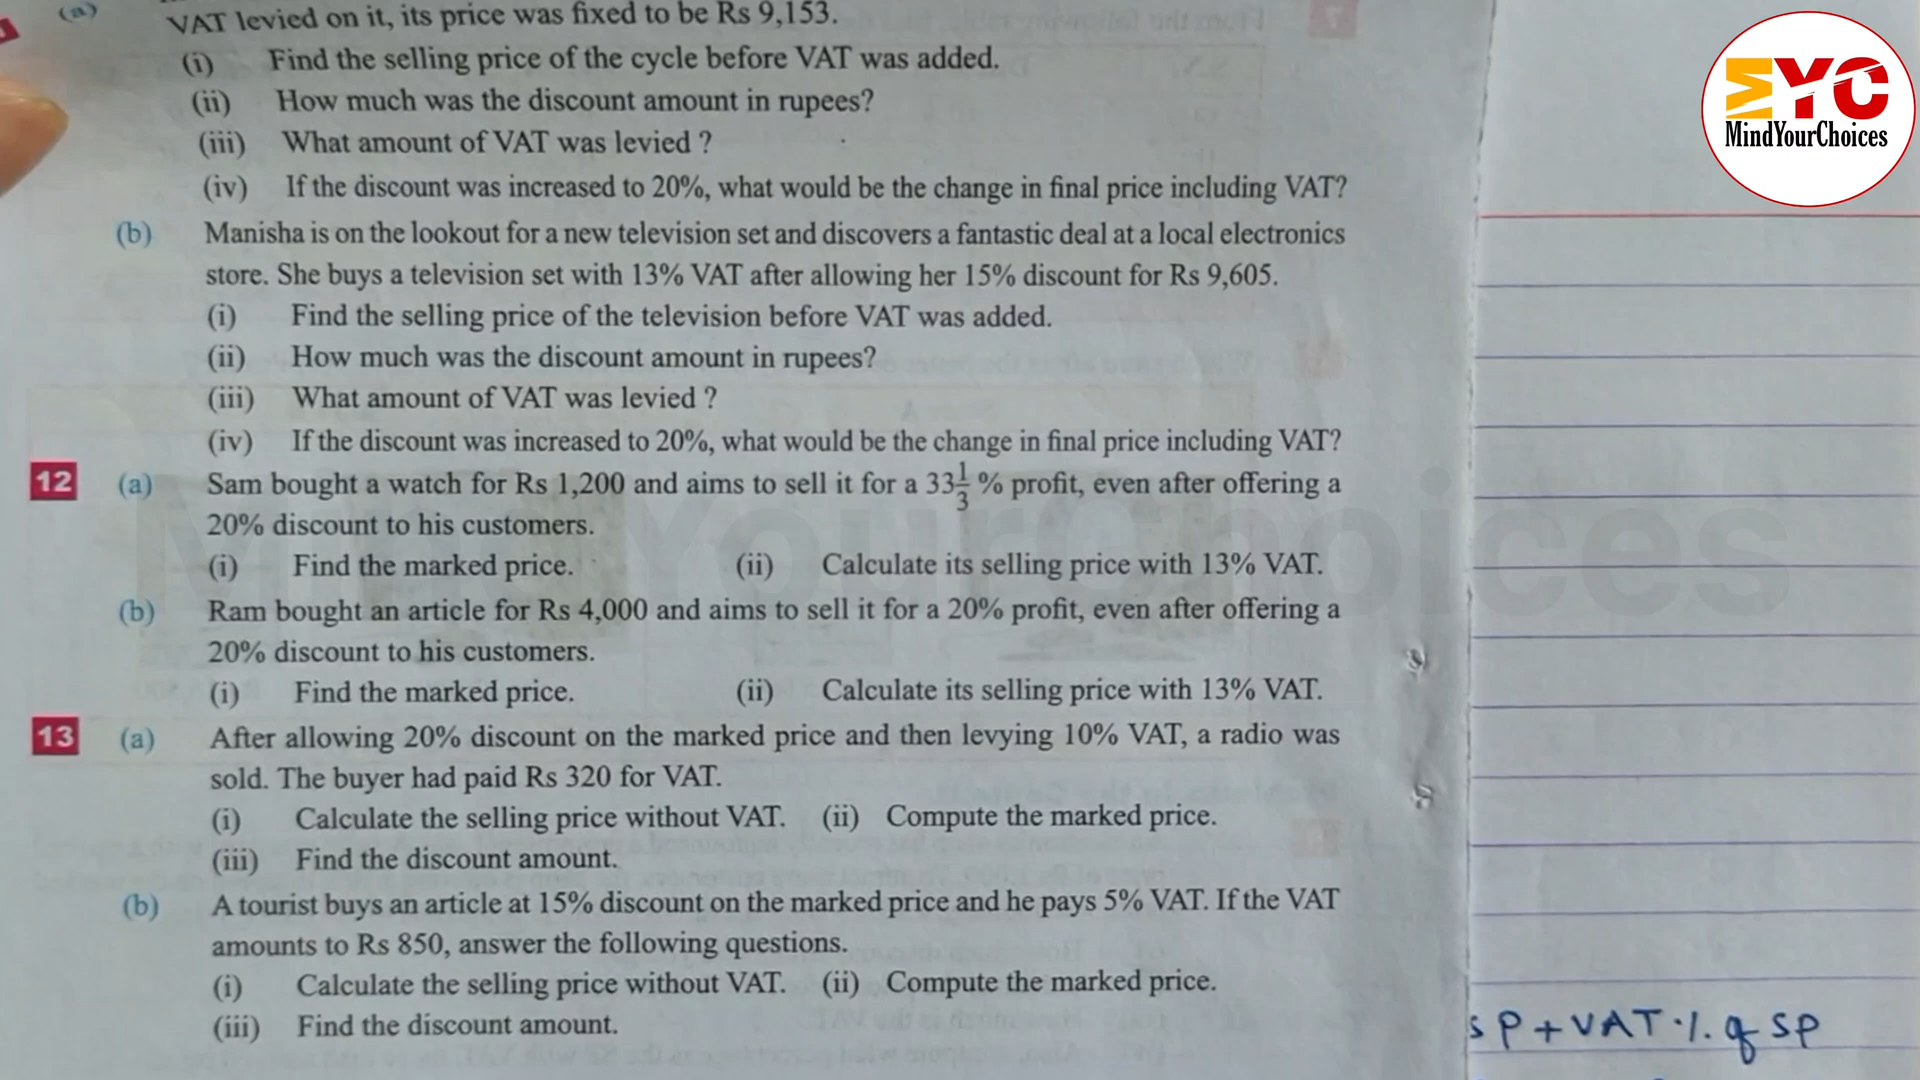 (a)
VAT levied on it, its price was fixed to be Rs 9,153.
(i) Find the selling price of the cycle before VAT was added.
(ii) How much was the discount amount in rupees?
(iii) What amount of VAT was levied ?
(iv) If the discount was increased to 20%, what would be the change in final price including VAT?
(b) Manisha is on the lookout for a new television set and discovers a fantastic deal at a local electronics
store. She buys a television set with 13% VAT after allowing her 15% discount for Rs 9,605.
(i) Find the selling price of the television before VAT was added.
(ii) How much was the discount amount in rupees?
(iii) What amount of VAT was levied ?
(iv) If the discount was increased to 20%, what would be the change in final price including VAT?
12 (a) Sam bought a watch for Rs 1,200 and aims to sell it for a 33 1/3 % profit, even after offering a
20% discount to his customers.
(i) Find the marked price. (ii) Calculate its selling price with 13% VAT.
(b) Ram bought an article for Rs 4,000 and aims to sell it for a 20% profit, even after offering a
20% discount to his customers.
(i) Find the marked price. (ii) Calculate its selling price with 13% VAT.
13 (a) After allowing 20% discount on the marked price and then levying 10% VAT, a radio was
sold. The buyer had paid Rs 320 for VAT.
(i) Calculate the selling price without VAT. (ii) Compute the marked price.
(iii) Find the discount amount.
(b) A tourist buys an article at 15% discount on the marked price and he pays 5% VAT. If the VAT
amounts to Rs 850, answer the following questions.
(i) Calculate the selling price without VAT. (ii) Compute the marked price.
(iii) Find the discount amount.
SP + VAT % of SP
MYC
MindYourChoices
Mind YourChoices